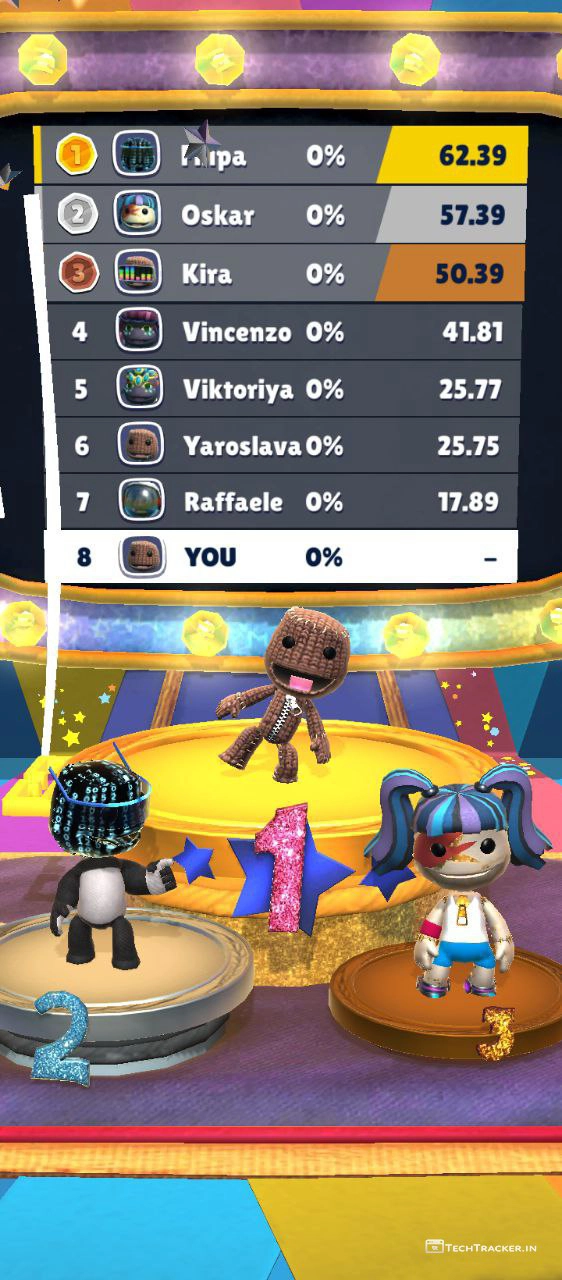 1 0% 62.39
2 Oskar 0% 57.39
3 Kira 0% 50.39
4 Vincenzo 0% 41.81
5 Viktoriya 0% 25.77
6 Yaroslava 0% 25.75
7 Raffaele 0% 17.89
8 YOU 0% –
1
2
3
TECHTRACKER.IN